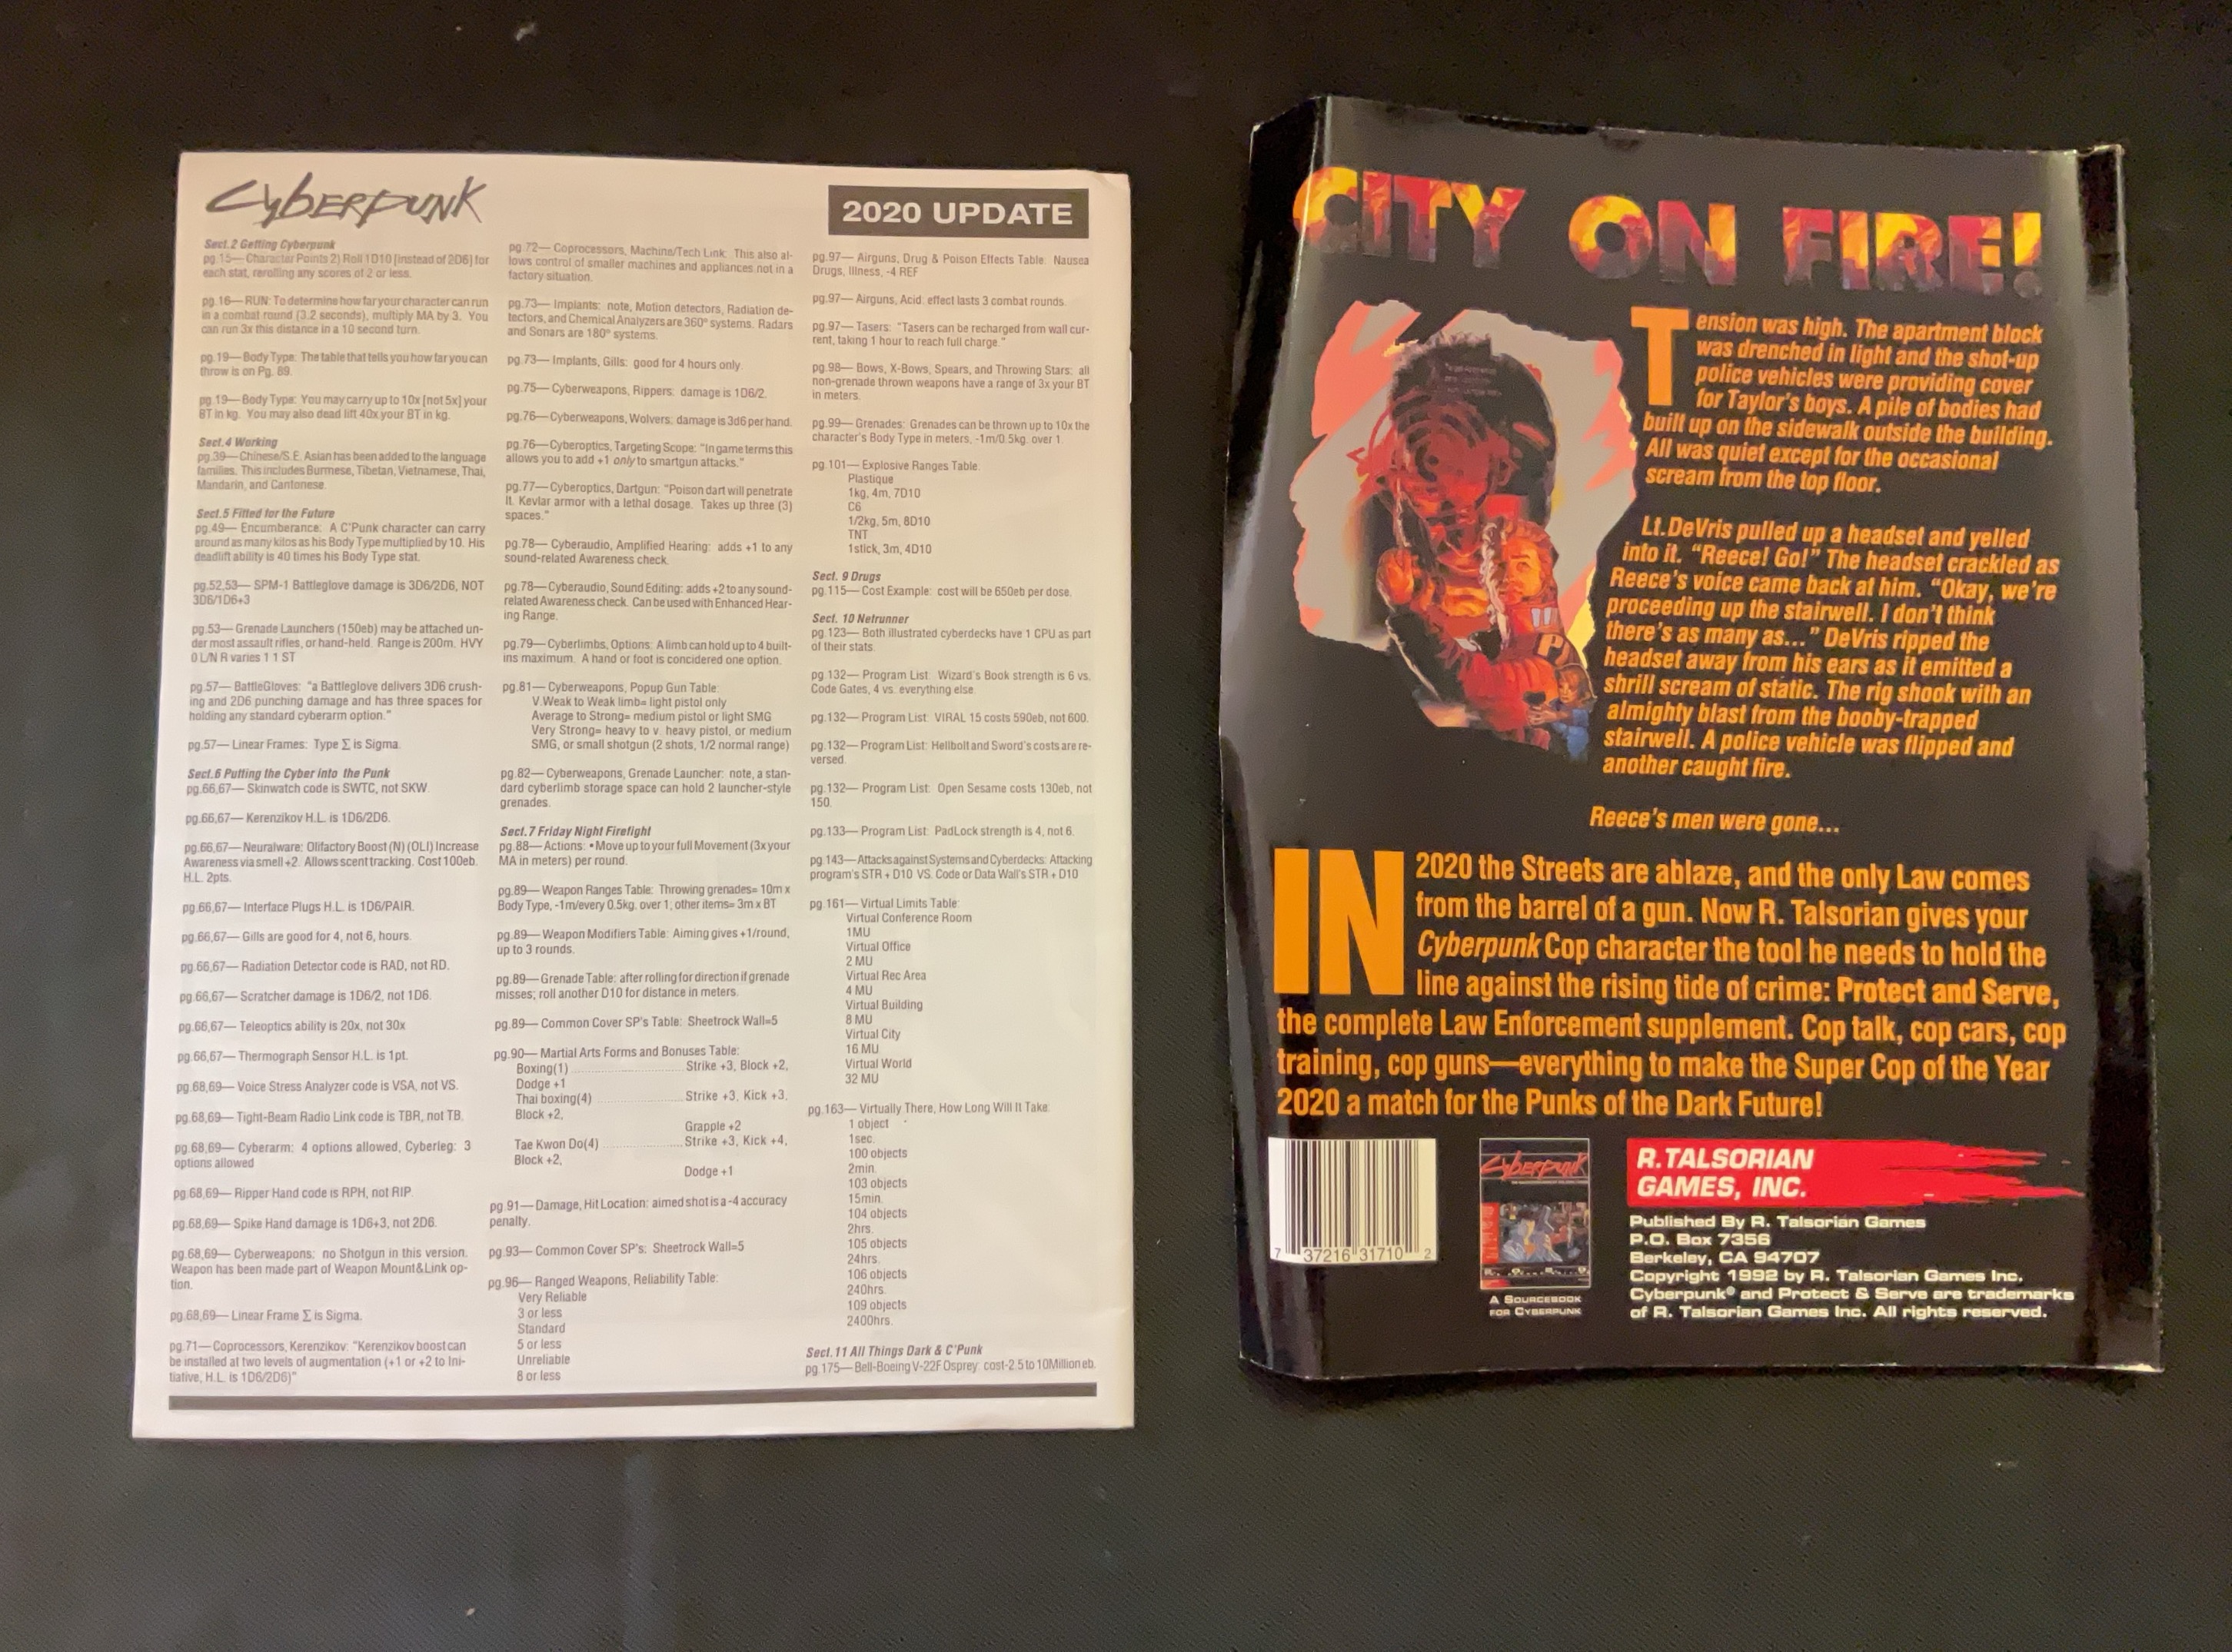 CYBERPUNK
2020 UPDATE
Sect.2 Getting Cyberpunk
pg.15— Character Points 2) Roll 1D10 [instead of 2D6] for
each stat, rerolling any scores of 2 or less.
pg.16— RUN: To determine how far your character can run
in a combat round (3.2 seconds), multiply MA by 3. You
can run 3x this distance in a 10 second turn.
pg.19— Body Type: The table that tells you how far you can
throw is on Pg. 89.
pg.19— Body Type: You may carry up to 10x [not 5x] your
BT in kg. You may also dead lift 40x your BT in kg.
Sect.4 Working
pg.39— Chinese/S.E. Asian has been added to the language
families. This includes Burmese, Tibetan, Vietnamese, Thai,
Mandarin, and Cantonese.
Sect.5 Fitted for the Future
pg.49— Encumberance: A C'Punk character can carry
around as many kilos as his Body Type multiplied by 10. His
deadlift ability is 40 times his Body Type stat.
pg.52,53— SPM-1 Battleglove damage is 3D6/2D6, NOT
3D6/1D6+3
pg.53— Grenade Launchers (150eb) may be attached un-
der most assault rifles, or hand-held. Range is 200m. HVY
0 L/N R varies 1 1 ST
pg.57— BattleGloves: "a Battleglove delivers 3D6 crush-
ing and 2D6 punching damage and has three spaces for
holding any standard cyberarm option."
pg.57— Linear Frames: Type Σ is Sigma.
Sect.6 Putting the Cyber into the Punk
pg.66,67— Skinwatch code is SWTC, not SKW.
pg.66,67— Kerenzikov H.L. is 1D6/2D6.
pg.66,67— Neuralware: Olifactory Boost (N) (OLI) Increase
Awareness via smell +2. Allows scent tracking. Cost 100eb.
H.L. 2pts.
pg.66,67— Interface Plugs H.L. is 1D6/PAIR.
pg.66,67— Gills are good for 4, not 6, hours.
pg.66,67— Radiation Detector code is RAD, not RD.
pg.66,67— Scratcher damage is 1D6/2, not 1D6.
pg.66,67— Teleoptics ability is 20x, not 30x
pg.66,67— Thermograph Sensor H.L. is 1pt.
pg.68,69— Voice Stress Analyzer code is VSA, not VS.
pg.68,69— Tight-Beam Radio Link code is TBR, not TB.
pg.68,69— Cyberarm: 4 options allowed, Cyberleg: 3
options allowed
pg.68,69— Ripper Hand code is RPH, not RIP.
pg.68,69— Spike Hand damage is 1D6+3, not 2D6.
pg.68,69— Cyberweapons: no Shotgun in this version.
Weapon has been made part of Weapon Mount&Link op-
tion.
pg.68,69— Linear Frame Σ is Sigma.
pg.71— Coprocessors, Kerenzikov: "Kerenzikov boost can
be installed at two levels of augmentation (+1 or +2 to Ini-
tiative, H.L. is 1D6/2D6)"
pg.72— Coprocessors, Machine/Tech Link. This also al-
lows control of smaller machines and appliances not in a
factory situation.
pg.73— Implants: note, Motion detectors, Radiation de-
tectors, and Chemical Analyzers are 360° systems. Radars
and Sonars are 180° systems.
pg.73— Implants, Gills: good for 4 hours only.
pg.75— Cyberweapons, Rippers: damage is 1D6/2.
pg.76— Cyberweapons, Wolvers: damage is 3d6 per hand.
pg.76— Cyberoptics, Targeting Scope: "In game terms this
allows you to add +1 only to smartgun attacks."
pg.77— Cyberoptics, Dartgun: "Poison dart will penetrate
lt. Kevlar armor with a lethal dosage. Takes up three (3)
spaces."
pg.78— Cyberaudio, Amplified Hearing: adds +1 to any
sound-related Awareness check.
pg.78— Cyberaudio, Sound Editing: adds +2 to any sound-
related Awareness check. Can be used with Enhanced Hear-
ing Range.
pg.79— Cyberlimbs, Options: A limb can hold up to 4 built-
ins maximum. A hand or foot is concidered one option.
pg.81— Cyberweapons, Popup Gun Table:
V.Weak to Weak limb= light pistol only
Average to Strong= medium pistol or light SMG
Very Strong= heavy to v. heavy pistol, or medium
SMG, or small shotgun (2 shots, 1/2 normal range)
pg.82— Cyberweapons, Grenade Launcher: note, a stan-
dard cyberlimb storage space can hold 2 launcher-style
grenades.
Sect.7 Friday Night Firefight
pg.88— Actions: • Move up to your full Movement (3x your
MA in meters) per round.
pg.89— Weapon Ranges Table: Throwing grenades= 10m x
Body Type, -1m/every 0.5kg. over 1; other items= 3m x BT
pg.89— Weapon Modifiers Table: Aiming gives +1/round,
up to 3 rounds.
pg.89— Grenade Table: after rolling for direction if grenade
misses; roll another D10 for distance in meters.
pg.89— Common Cover SP's Table: Sheetrock Wall=5
pg.90— Martial Arts Forms and Bonuses Table:
Boxing(1) ........ Strike +3, Block +2,
Dodge +1
Thai boxing(4) ........ Strike +3, Kick +3,
Block +2,
Grapple +2
Tae Kwon Do(4) ........ Strike +3, Kick +4,
Block +2,
Dodge +1
pg.91— Damage, Hit Location: aimed shot is a -4 accuracy
penalty.
pg.93— Common Cover SP's: Sheetrock Wall=5
pg.96— Ranged Weapons, Reliability Table:
Very Reliable
3 or less
Standard
5 or less
Unreliable
8 or less
pg.97— Airguns, Drug & Poison Effects Table: Nausea
Drugs, Illness, -4 REF
pg.97— Airguns, Acid: effect lasts 3 combat rounds.
pg.97— Tasers: "Tasers can be recharged from wall cur-
rent, taking 1 hour to reach full charge."
pg.98— Bows, X-Bows, Spears, and Throwing Stars: all
non-grenade thrown weapons have a range of 3x your BT
in meters.
pg.99— Grenades: Grenades can be thrown up to 10x the
character's Body Type in meters, -1m/0.5kg. over 1.
pg.101— Explosive Ranges Table.
Plastique
1kg, 4m, 7D10
C6
1/2kg, 5m, 8D10
TNT
1stick, 3m, 4D10
Sect. 9 Drugs
pg.115— Cost Example: cost will be 650eb per dose.
Sect. 10 Netrunner
pg.123— Both illustrated cyberdecks have 1 CPU as part
of their stats.
pg.132— Program List: Wizard's Book strength is 6 vs.
Code Gates, 4 vs. everything else.
pg.132— Program List: VIRAL 15 costs 590eb, not 600.
pg.132— Program List: Hellbolt and Sword's costs are re-
versed.
pg.132— Program List: Open Sesame costs 130eb, not
150.
pg.133— Program List: PadLock strength is 4, not 6.
pg.143— Attacks against Systems and Cyberdecks: Attacking
program's STR + D10 VS. Code or Data Wall's STR + D10
pg.161— Virtual Limits Table:
Virtual Conference Room
1MU
Virtual Office
2 MU
Virtual Rec Area
4 MU
Virtual Building
8 MU
Virtual City
16 MU
Virtual World
32 MU
pg.163— Virtually There, How Long Will It Take:
1 object
1sec.
100 objects
2min.
103 objects
15min.
104 objects
2hrs.
105 objects
24hrs.
106 objects
240hrs.
109 objects
2400hrs.
Sect. 11 All Things Dark & C'Punk
pg.175— Bell-Boeing V-22F Osprey: cost-2.5 to 10Million eb.
CITY ON FIRE!
Tension was high. The apartment block
was drenched in light and the shot-up
police vehicles were providing cover
for Taylor's boys. A pile of bodies had
built up on the sidewalk outside the building.
All was quiet except for the occasional
scream from the top floor.
Lt.DeVris pulled up a headset and yelled
into it. “Reece! Go!” The headset crackled as
Reece's voice came back at him. “Okay, we're
proceeding up the stairwell. I don't think
there's as many as...” DeVris ripped the
headset away from his ears as it emitted a
shrill scream of static. The rig shook with an
almighty blast from the booby-trapped
stairwell. A police vehicle was flipped and
another caught fire.
Reece's men were gone...
IN 2020 the Streets are ablaze, and the only Law comes
from the barrel of a gun. Now R. Talsorian gives your
Cyberpunk Cop character the tool he needs to hold the
line against the rising tide of crime: Protect and Serve,
the complete Law Enforcement supplement. Cop talk, cop cars, cop
training, cop guns—everything to make the Super Cop of the Year
2020 a match for the Punks of the Dark Future!
7 37216 31710 2
CYBERPUNK
A SOURCEBOOK
FOR CYBERPUNK
R.TALSORIAN
GAMES, INC.
Published By R. Talsorian Games
P.O. Box 7356
Berkeley, CA 94707
Copyright 1992 by R. Talsorian Games Inc.
Cyberpunk® and Protect & Serve are trademarks
of R. Talsorian Games Inc. All rights reserved.